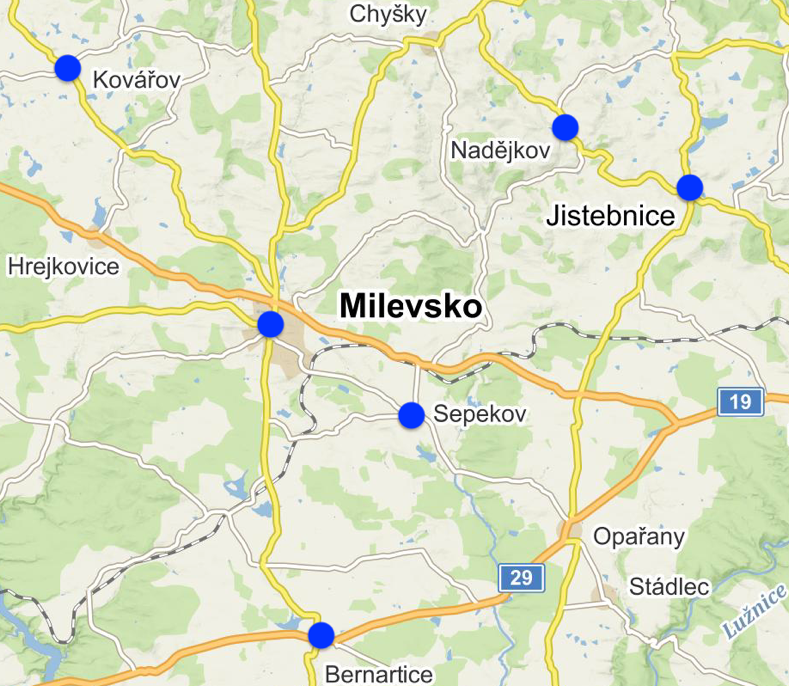 Chyšky
Kovářov
Nadějkov
Jistebnice
Hrejkovice
Milevsko
19
Sepekov
Opařany
29
Stádlec
Lužnice
Bernartice